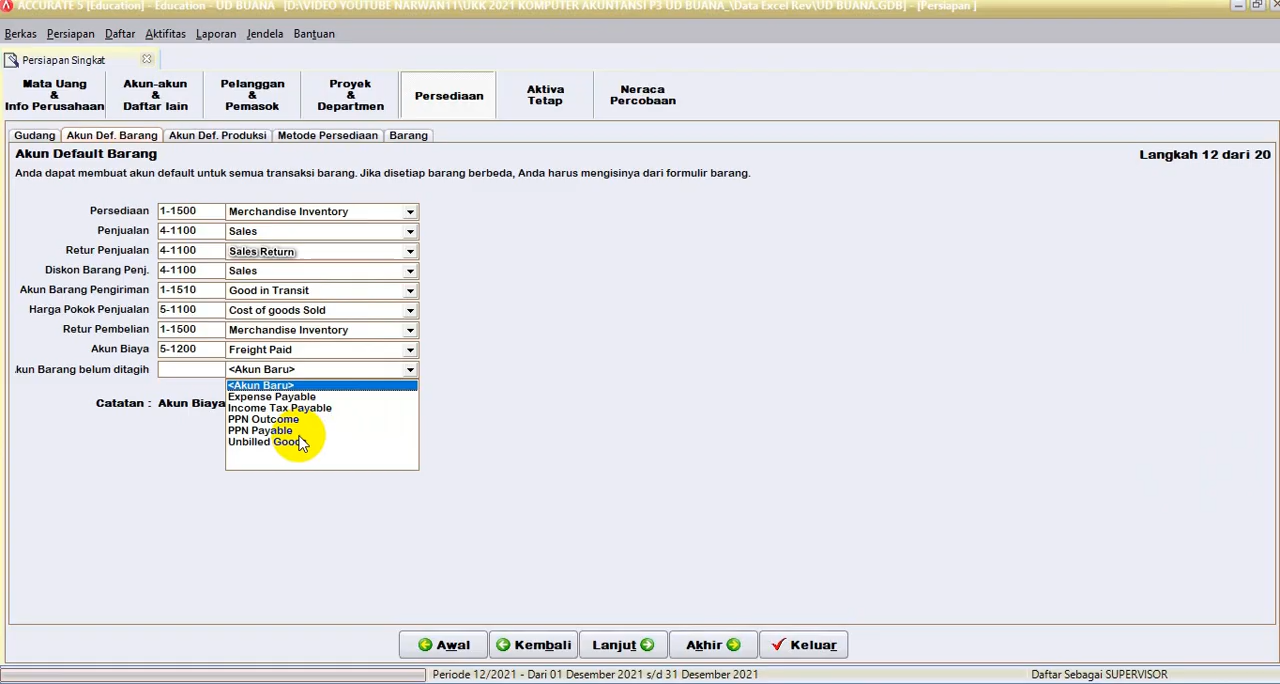 ACCURATE 5 [Education] - Education - UD BUANA [D:\VIDEO YOUTUBE NARWAN11\UKK 2021 KOMPUTER AKUNTANSI P3 UD BUANA_\Data Excel Rev\UD BUANA.GDB] - [Persiapan ]
Berkas Persiapan Daftar Aktifitas Laporan Jendela Bantuan
Persiapan Singkat
Mata Uang & Info Perusahaan
Akun-akun & Daftar lain
Pelanggan & Pemasok
Proyek & Departmen
Persediaan
Aktiva Tetap
Neraca Percobaan
Gudang Akun Def. Barang Akun Def. Produksi Metode Persediaan Barang
Akun Default Barang Langkah 12 dari 20
Anda dapat membuat akun default untuk semua transaksi barang. Jika disetiap barang berbeda, Anda harus mengisinya dari formulir barang.
Persediaan 1-1500 Merchandise Inventory
Penjualan 4-1100 Sales
Retur Penjualan 4-1100 Sales Return
Diskon Barang Penj. 4-1100 Sales
Akun Barang Pengiriman 1-1510 Good in Transit
Harga Pokok Penjualan 5-1100 Cost of goods Sold
Retur Pembelian 1-1500 Merchandise Inventory
Akun Biaya 5-1200 Freight Paid
kun Barang belum ditagih <Akun Baru>
<Akun Baru>
Expense Payable
Catatan : Akun Biaya
Income Tax Payable
PPN Outcome
PPN Payable
Unbilled Goo
Awal Kembali Lanjut Akhir Keluar
Periode 12/2021 - Dari 01 Desember 2021 s/d 31 Desember 2021 Daftar Sebagai SUPERVISOR